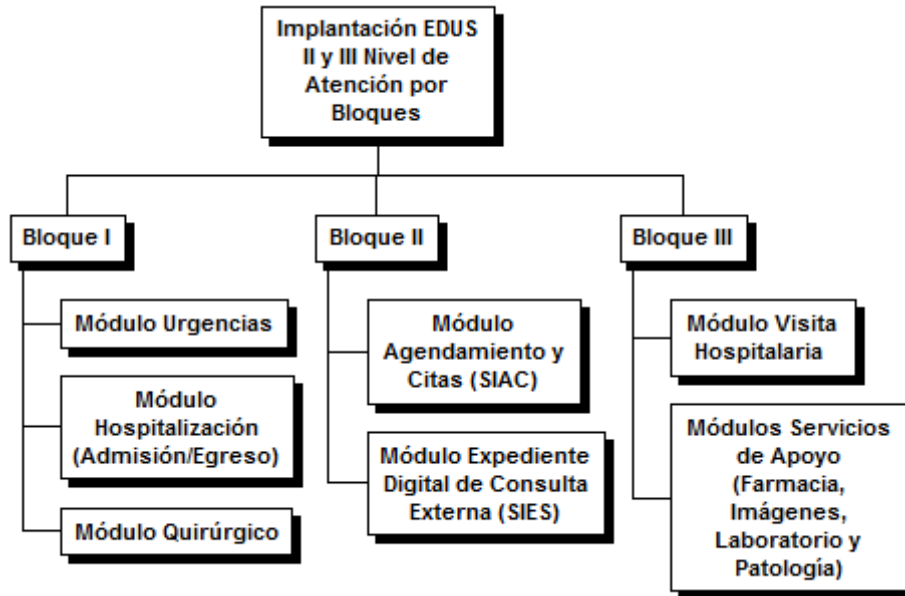 Implantación EDUS
II y III Nivel de
Atención por
Bloques
Bloque I
Módulo Urgencias
Módulo
Hospitalización
(Admisión/Egreso)
Módulo Quirúrgico
Bloque II
Módulo
Agendamiento y
Citas (SIAC)
Módulo Expediente
Digital de Consulta
Externa (SIES)
Bloque III
Módulo Visita
Hospitalaria
Módulos Servicios
de Apoyo
(Farmacia,
Imágenes,
Laboratorio y
Patología)